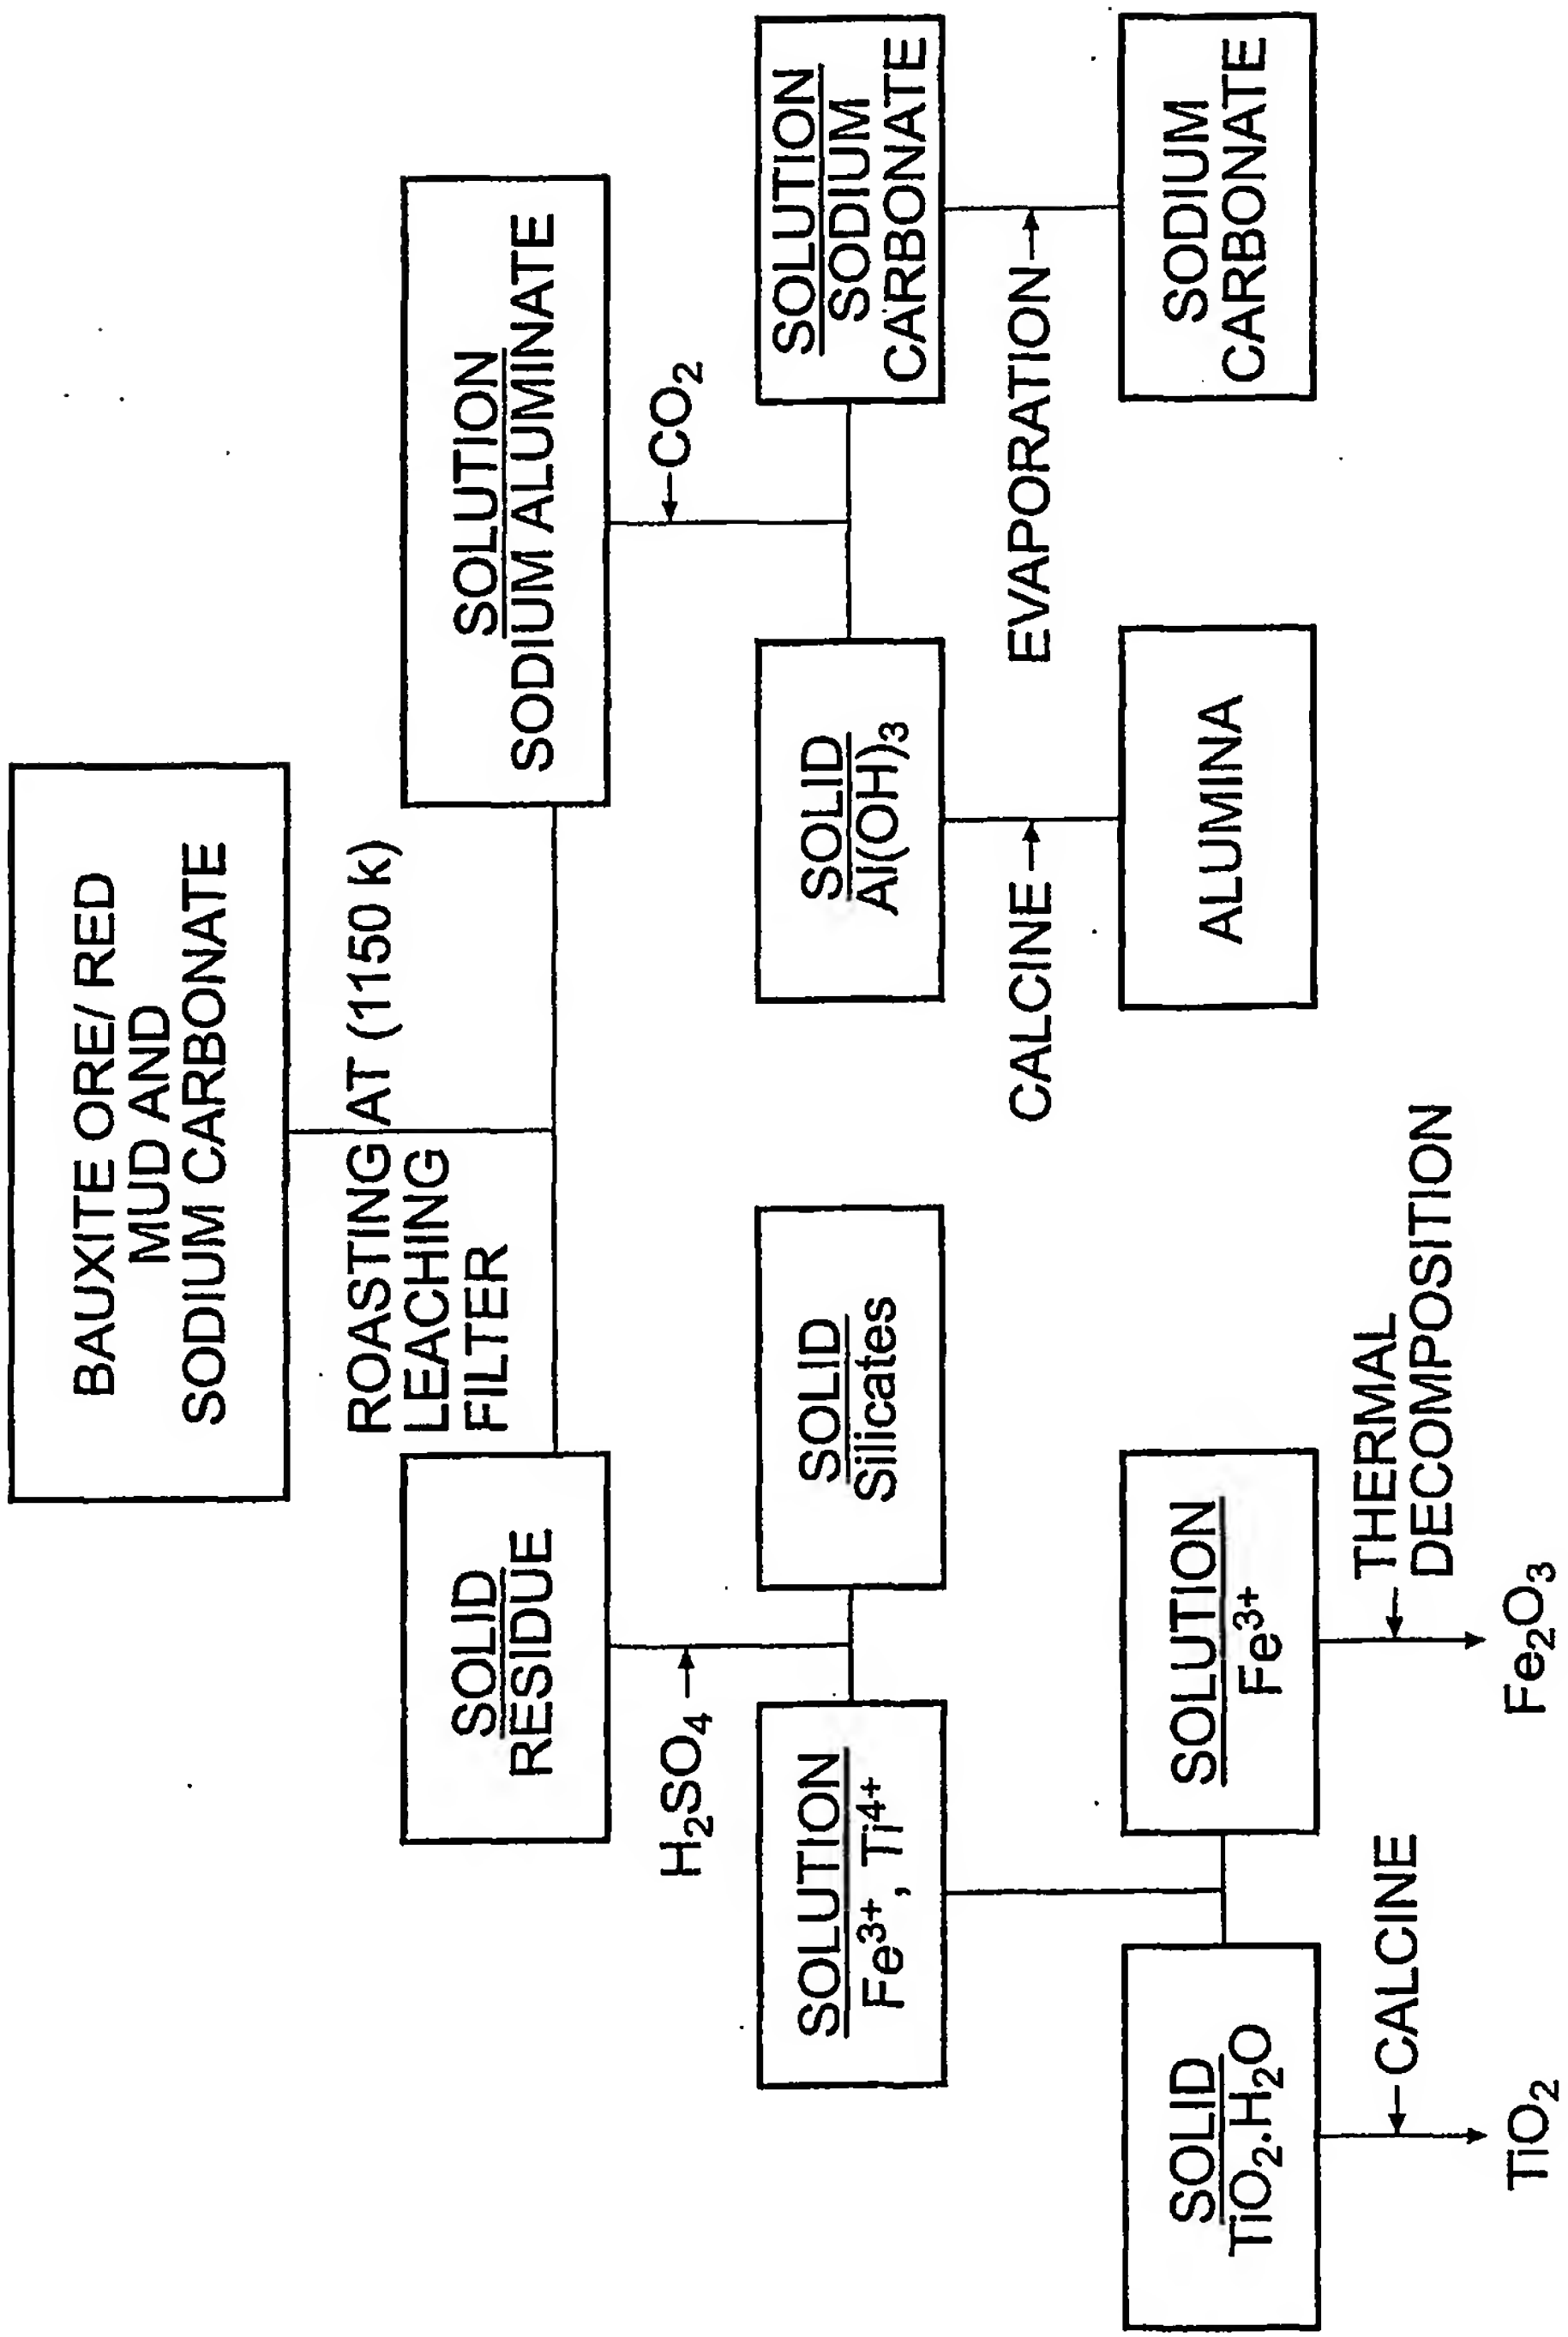 BAUXITE ORE/ RED
MUD AND
SODIUM CARBONATE
ROASTING AT (1150 k)
LEACHING
FILTER
SOLID
RESIDUE
SOLUTION
SODIUM ALUMINATE
H₂SO₄
CO₂
SOLUTION
Fe³⁺, Ti⁴⁺
SOLID
Silicates
SOLID
Al(OH)₃
SOLUTION
SODIUM
CARBONATE
CALCINE
EVAPORATION
SOLID
TiO₂.H₂O
SOLUTION
Fe³⁺
ALUMINA
SODIUM
CARBONATE
CALCINE
THERMAL
DECOMPOSITION
TiO₂
Fe₂O₃